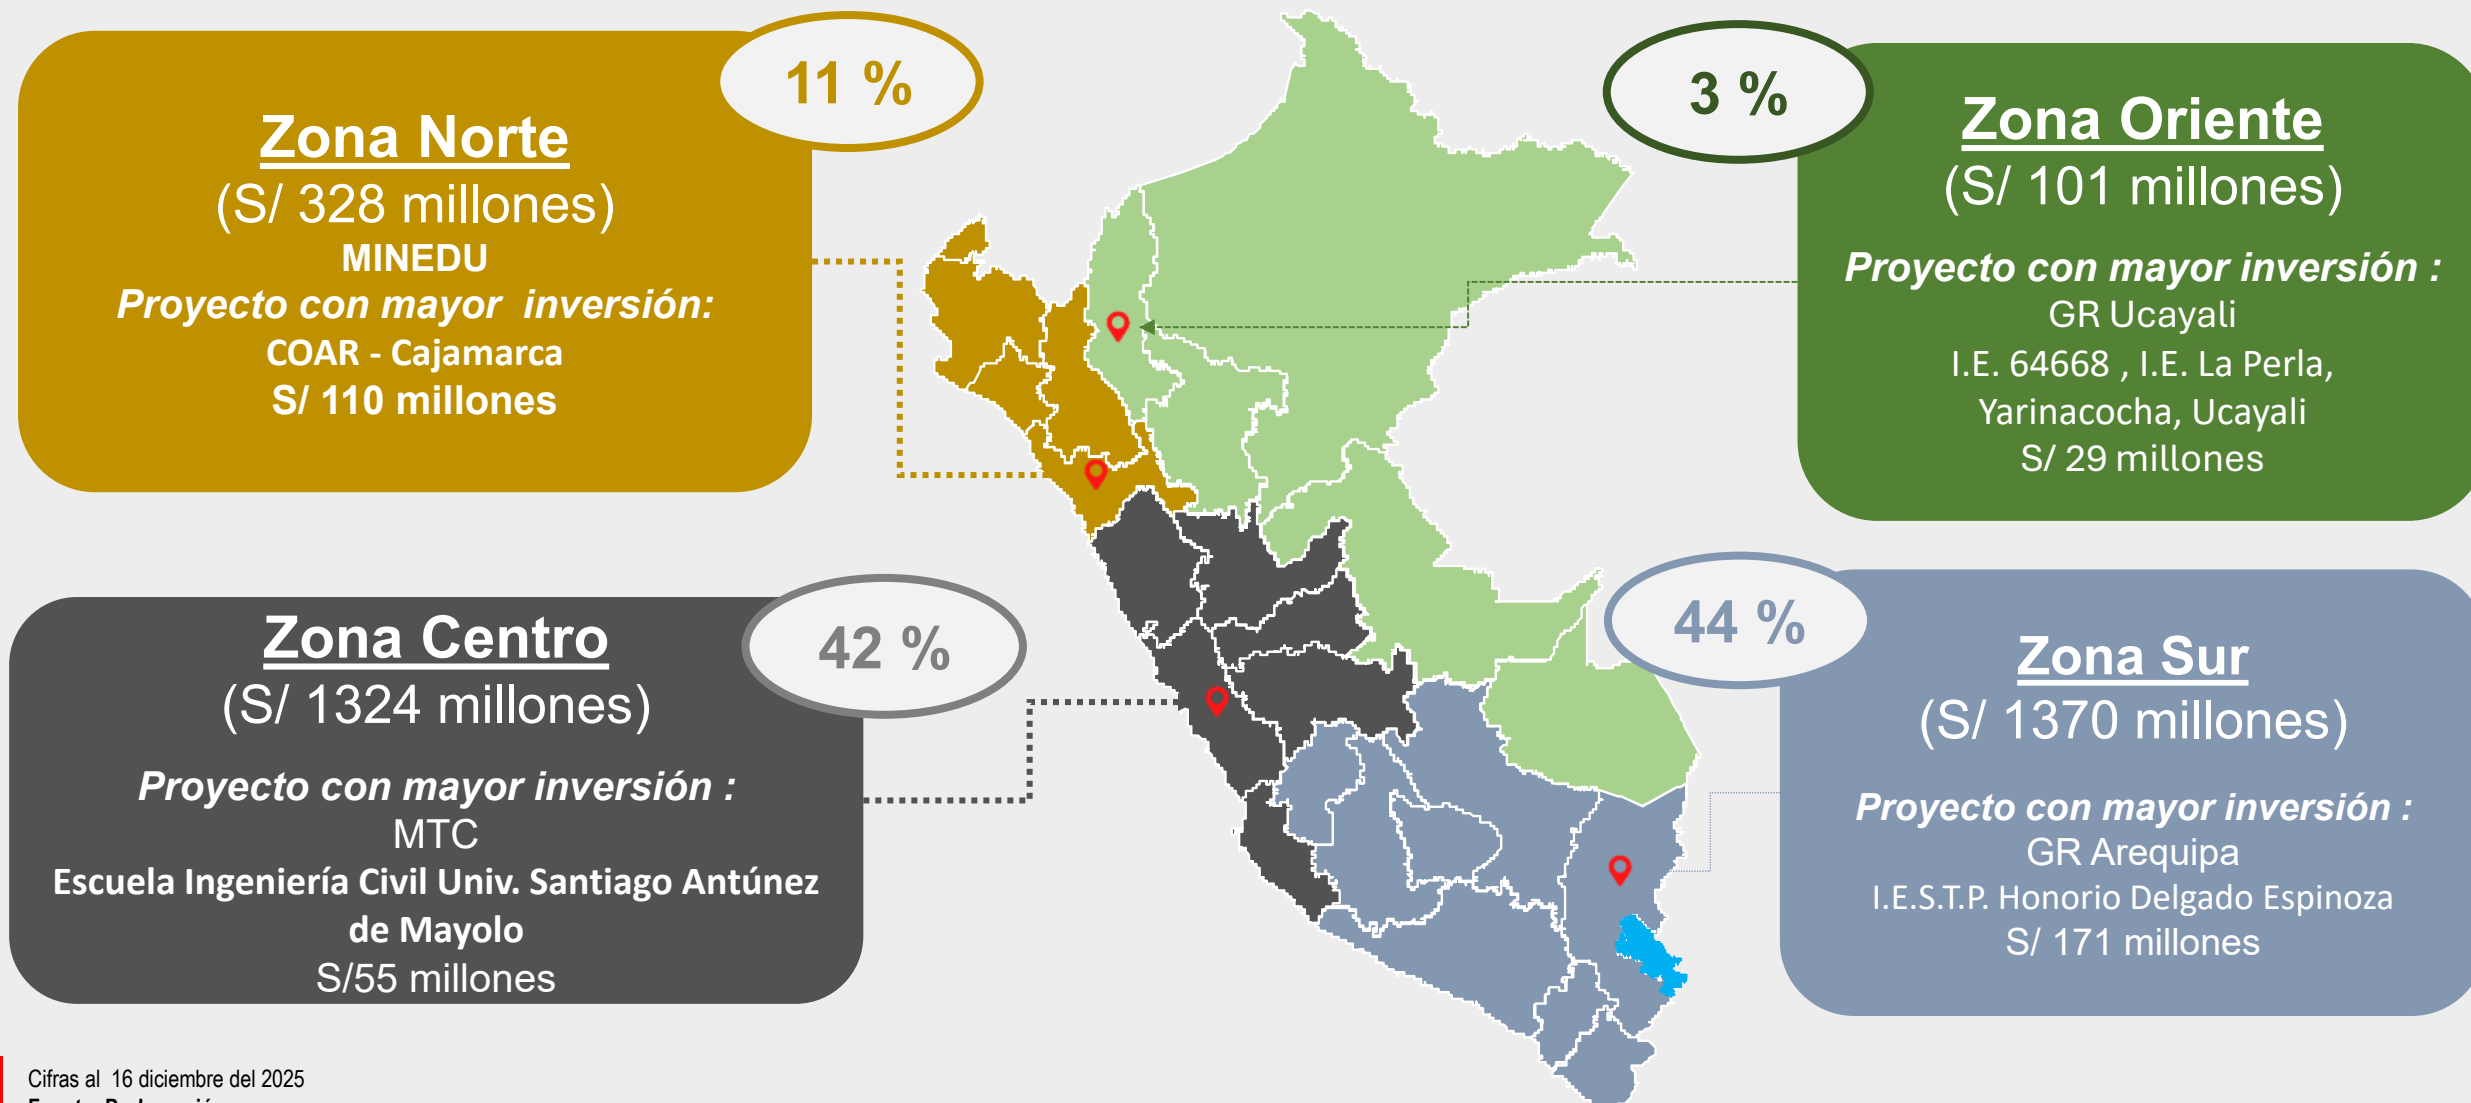 11 %
Zona Norte
(S/ 328 millones)
MINEDU
Proyecto con mayor inversión:
COAR - Cajamarca
S/ 110 millones
3 %
Zona Oriente
(S/ 101 millones)
Proyecto con mayor inversión :
GR Ucayali
I.E. 64668 , I.E. La Perla,
Yarinacocha, Ucayali
S/ 29 millones
42 %
Zona Centro
(S/ 1324 millones)
Proyecto con mayor inversión :
MTC
Escuela Ingeniería Civil Univ. Santiago Antúnez
de Mayolo
S/55 millones
44 %
Zona Sur
(S/ 1370 millones)
Proyecto con mayor inversión :
GR Arequipa
I.E.S.T.P. Honorio Delgado Espinoza
S/ 171 millones
Cifras al 16 diciembre del 2025